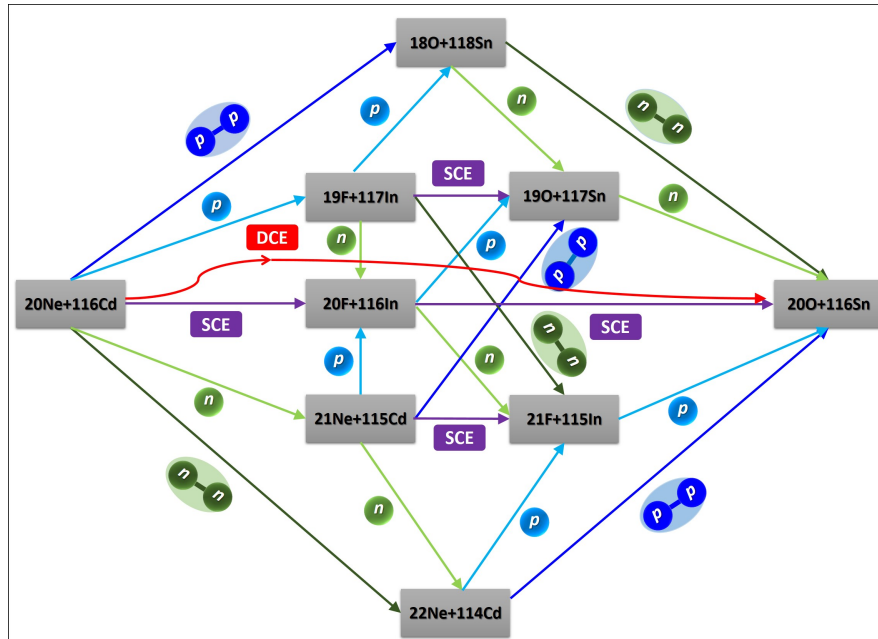 18O+118Sn
p
p
n
n
n
p
19F+117In
SCE
19O+117Sn
p
DCE
n
p
n
p
p
20Ne+116Cd
20F+116In
20O+116Sn
SCE
SCE
n
n
p
n
n
p
21Ne+115Cd
SCE
21F+115In
n
n
n
n
p
p
p
22Ne+114Cd